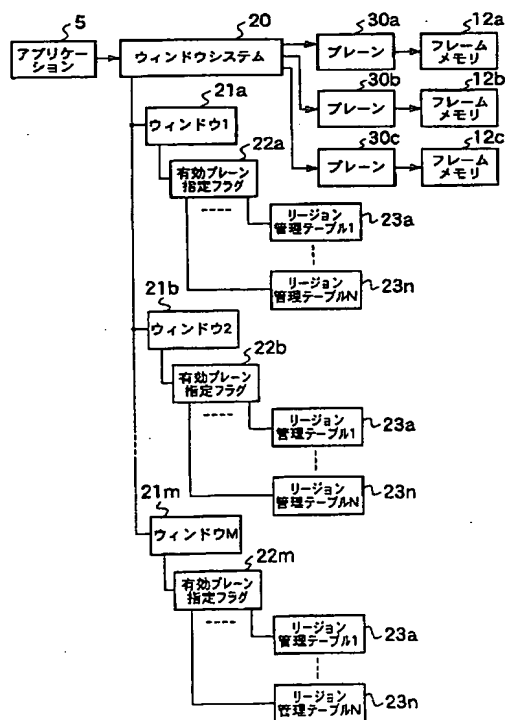 5
20
30a
12a
アプリケー
ション
ウィンドウシステム
プレーン
フレーム
メモリ
21a
30b
12b
ウィンドウ1
プレーン
フレーム
メモリ
22a
30c
12c
有効プレーン
指定フラグ
プレーン
フレーム
メモリ
リージョン
管理テーブル1
23a
リージョン
管理テーブルN
23n
21b
ウィンドウ2
22b
有効プレーン
指定フラグ
リージョン
管理テーブル1
23a
リージョン
管理テーブルN
23n
21m
ウィンドウM
22m
有効プレーン
指定フラグ
リージョン
管理テーブル1
23a
リージョン
管理テーブルN
23n